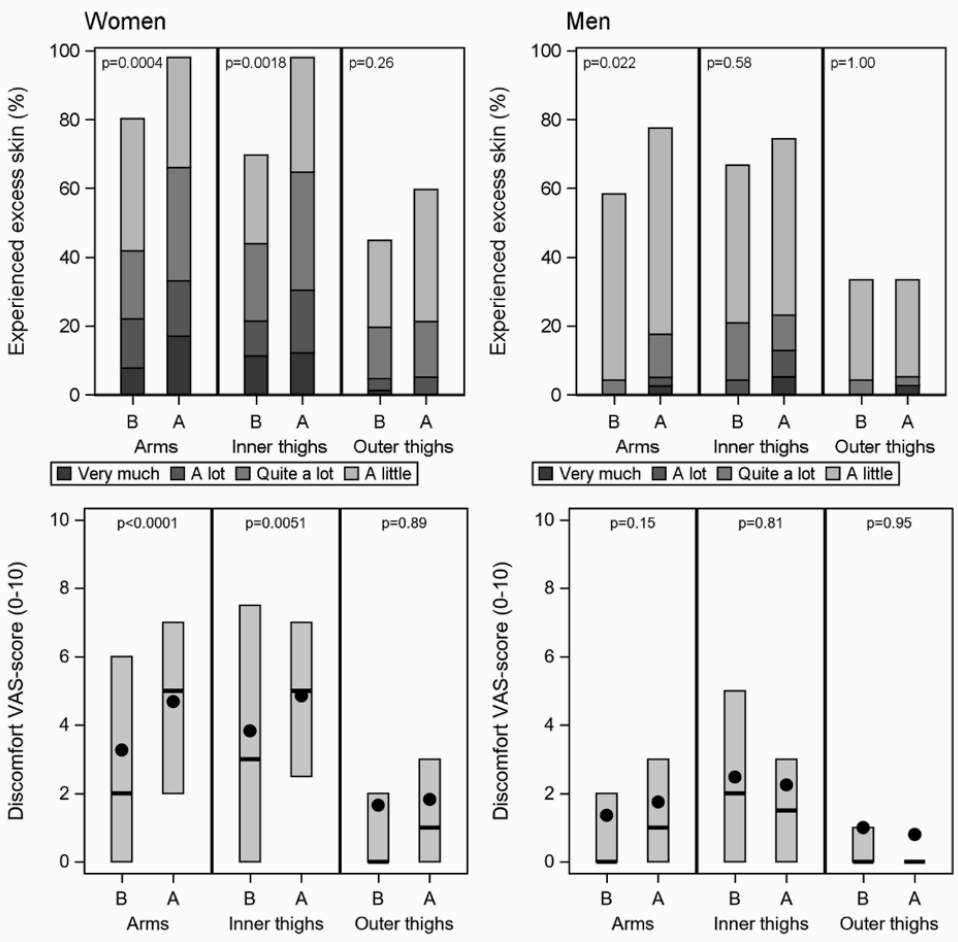 Women
Men
Experienced excess skin (%)
100
80
60
40
20
0
p=0.0004
p=0.0018
p=0.26
B A B A B A
Arms Inner thighs Outer thighs
Very much A lot Quite a lot A little
Experienced excess skin (%)
100
80
60
40
20
0
p=0.022
p=0.58
p=1.00
B A B A B A
Arms Inner thighs Outer thighs
Very much A lot Quite a lot A little
Discomfort VAS-score (0-10)
10
8
6
4
2
0
p<0.0001
p=0.0051
p=0.89
B A B A B A
Arms Inner thighs Outer thighs
Discomfort VAS-score (0-10)
10
8
6
4
2
0
p=0.15
p=0.81
p=0.95
B A B A B A
Arms Inner thighs Outer thighs